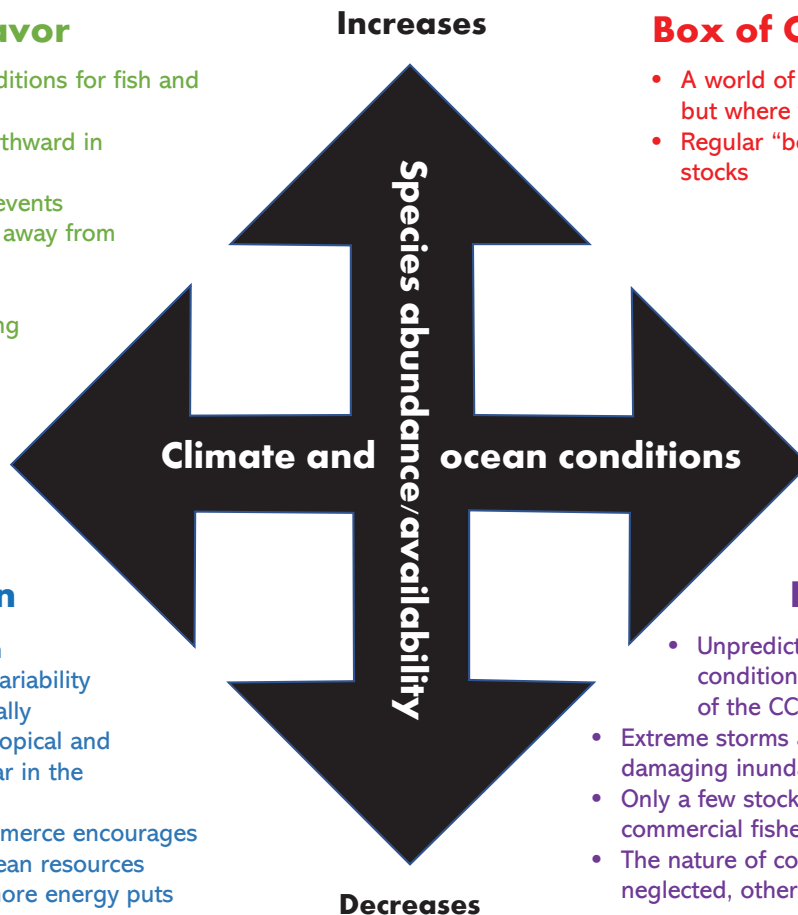 Increases
ditions for fish and
thward in
events
away from
Box of
• A world of
but where
• Regular
stocks
Species abundance/availability
Climate and ocean conditions
ariability
ally
opical and
ar in the
merce encourages
ean resources
more energy puts
• Unpredict
condition
of the CC
• Extreme storms
damaging inund
• Only a few stock
commercial fishe
• The nature of co
neglected, other
Decreases